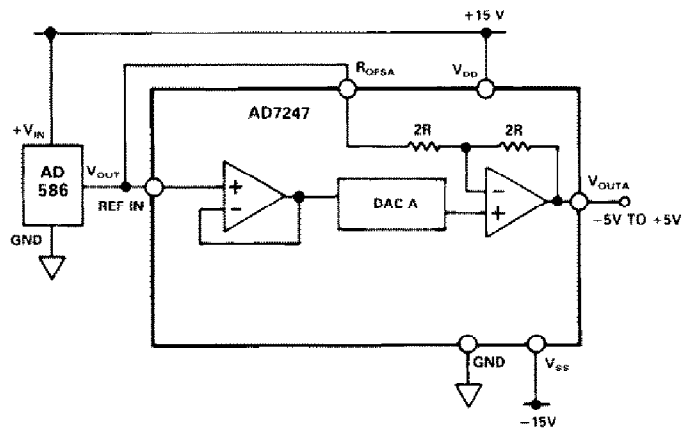 +15 V
R_OFSA
V_DD
AD7247
+V_IN
2R
2R
AD
586
V_OUT
REF IN
+
−
DAC A
−
+
V_OUTA
−5V TO +5V
GND
GND
V_SS
−15V